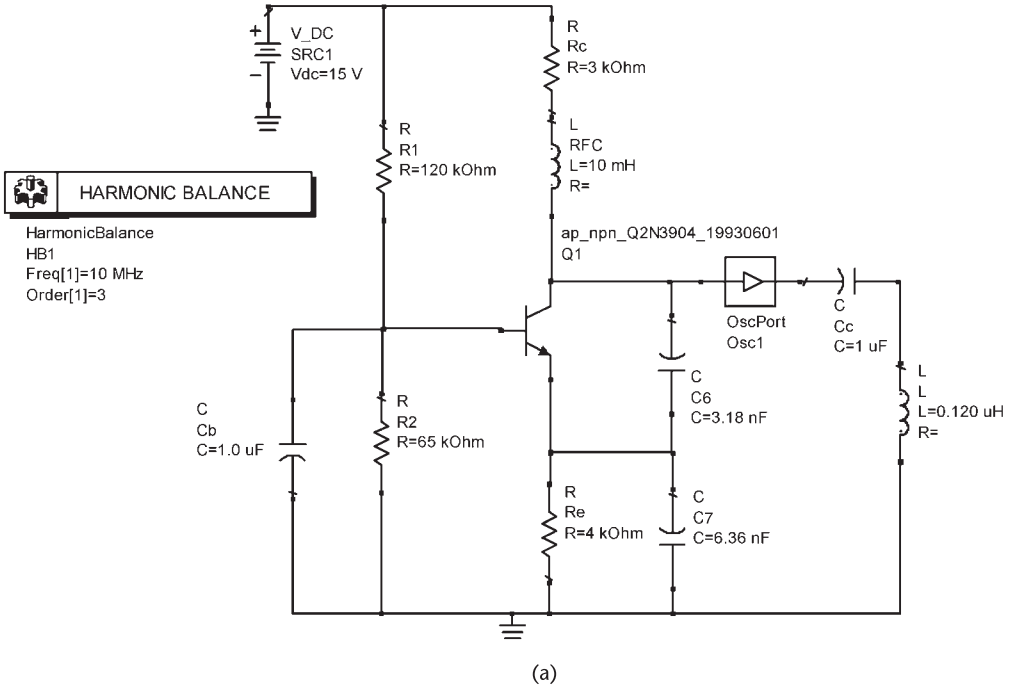 +
V_DC
SRC1
Vdc=15 V
−
R
Rc
R=3 kOhm
L
RFC
L=10 mH
R=
R
R1
R=120 kOhm
HARMONIC BALANCE
HarmonicBalance
HB1
Freq[1]=10 MHz
Order[1]=3
ap_npn_Q2N3904_19930601
Q1
OscPort
Osc1
C
Cc
C=1 uF
C
C6
C=3.18 nF
L
L
L=0.120 uH
R=
C
Cb
C=1.0 uF
R
R2
R=65 kOhm
R
Re
R=4 kOhm
C
C7
C=6.36 nF
(a)